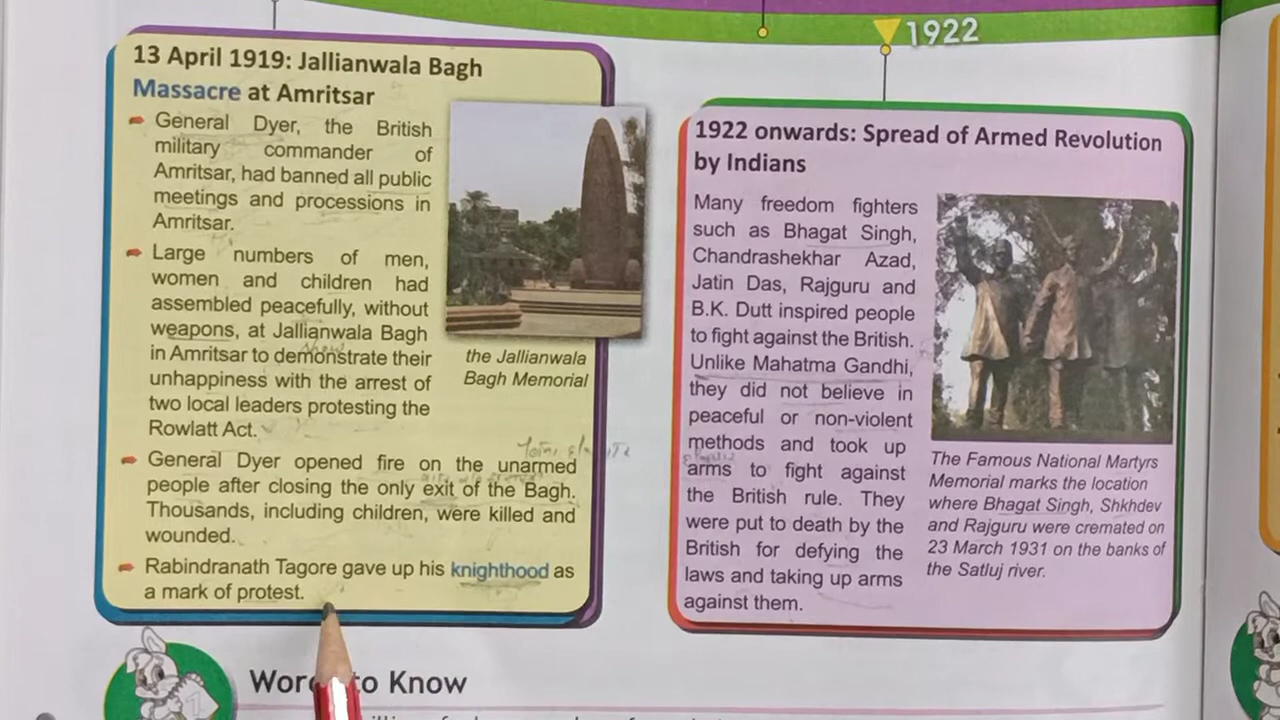 1922
13 April 1919: Jallianwala Bagh
Massacre at Amritsar
General Dyer, the British
military commander of
Amritsar, had banned all public
meetings and processions in
Amritsar.
Large numbers of men,
women and children had
assembled peacefully, without
weapons, at Jallianwala Bagh
in Amritsar to demonstrate their
unhappiness with the arrest of
two local leaders protesting the
Rowlatt Act.
the Jallianwala
Bagh Memorial
General Dyer opened fire on the unarmed
people after closing the only exit of the Bagh.
Thousands, including children, were killed and
wounded.
Rabindranath Tagore gave up his knighthood as
a mark of protest.
1922 onwards: Spread of Armed Revolution
by Indians
Many freedom fighters
such as Bhagat Singh,
Chandrashekhar Azad,
Jatin Das, Rajguru and
B.K. Dutt inspired people
to fight against the British.
Unlike Mahatma Gandhi,
they did not believe in
peaceful or non-violent
methods and took up
arms to fight against
the British rule. They
were put to death by the
British for defying the
laws and taking up arms
against them.
The Famous National Martyrs
Memorial marks the location
where Bhagat Singh, Shkhdev
and Rajguru were cremated on
23 March 1931 on the banks of
the Satluj river.
to Know